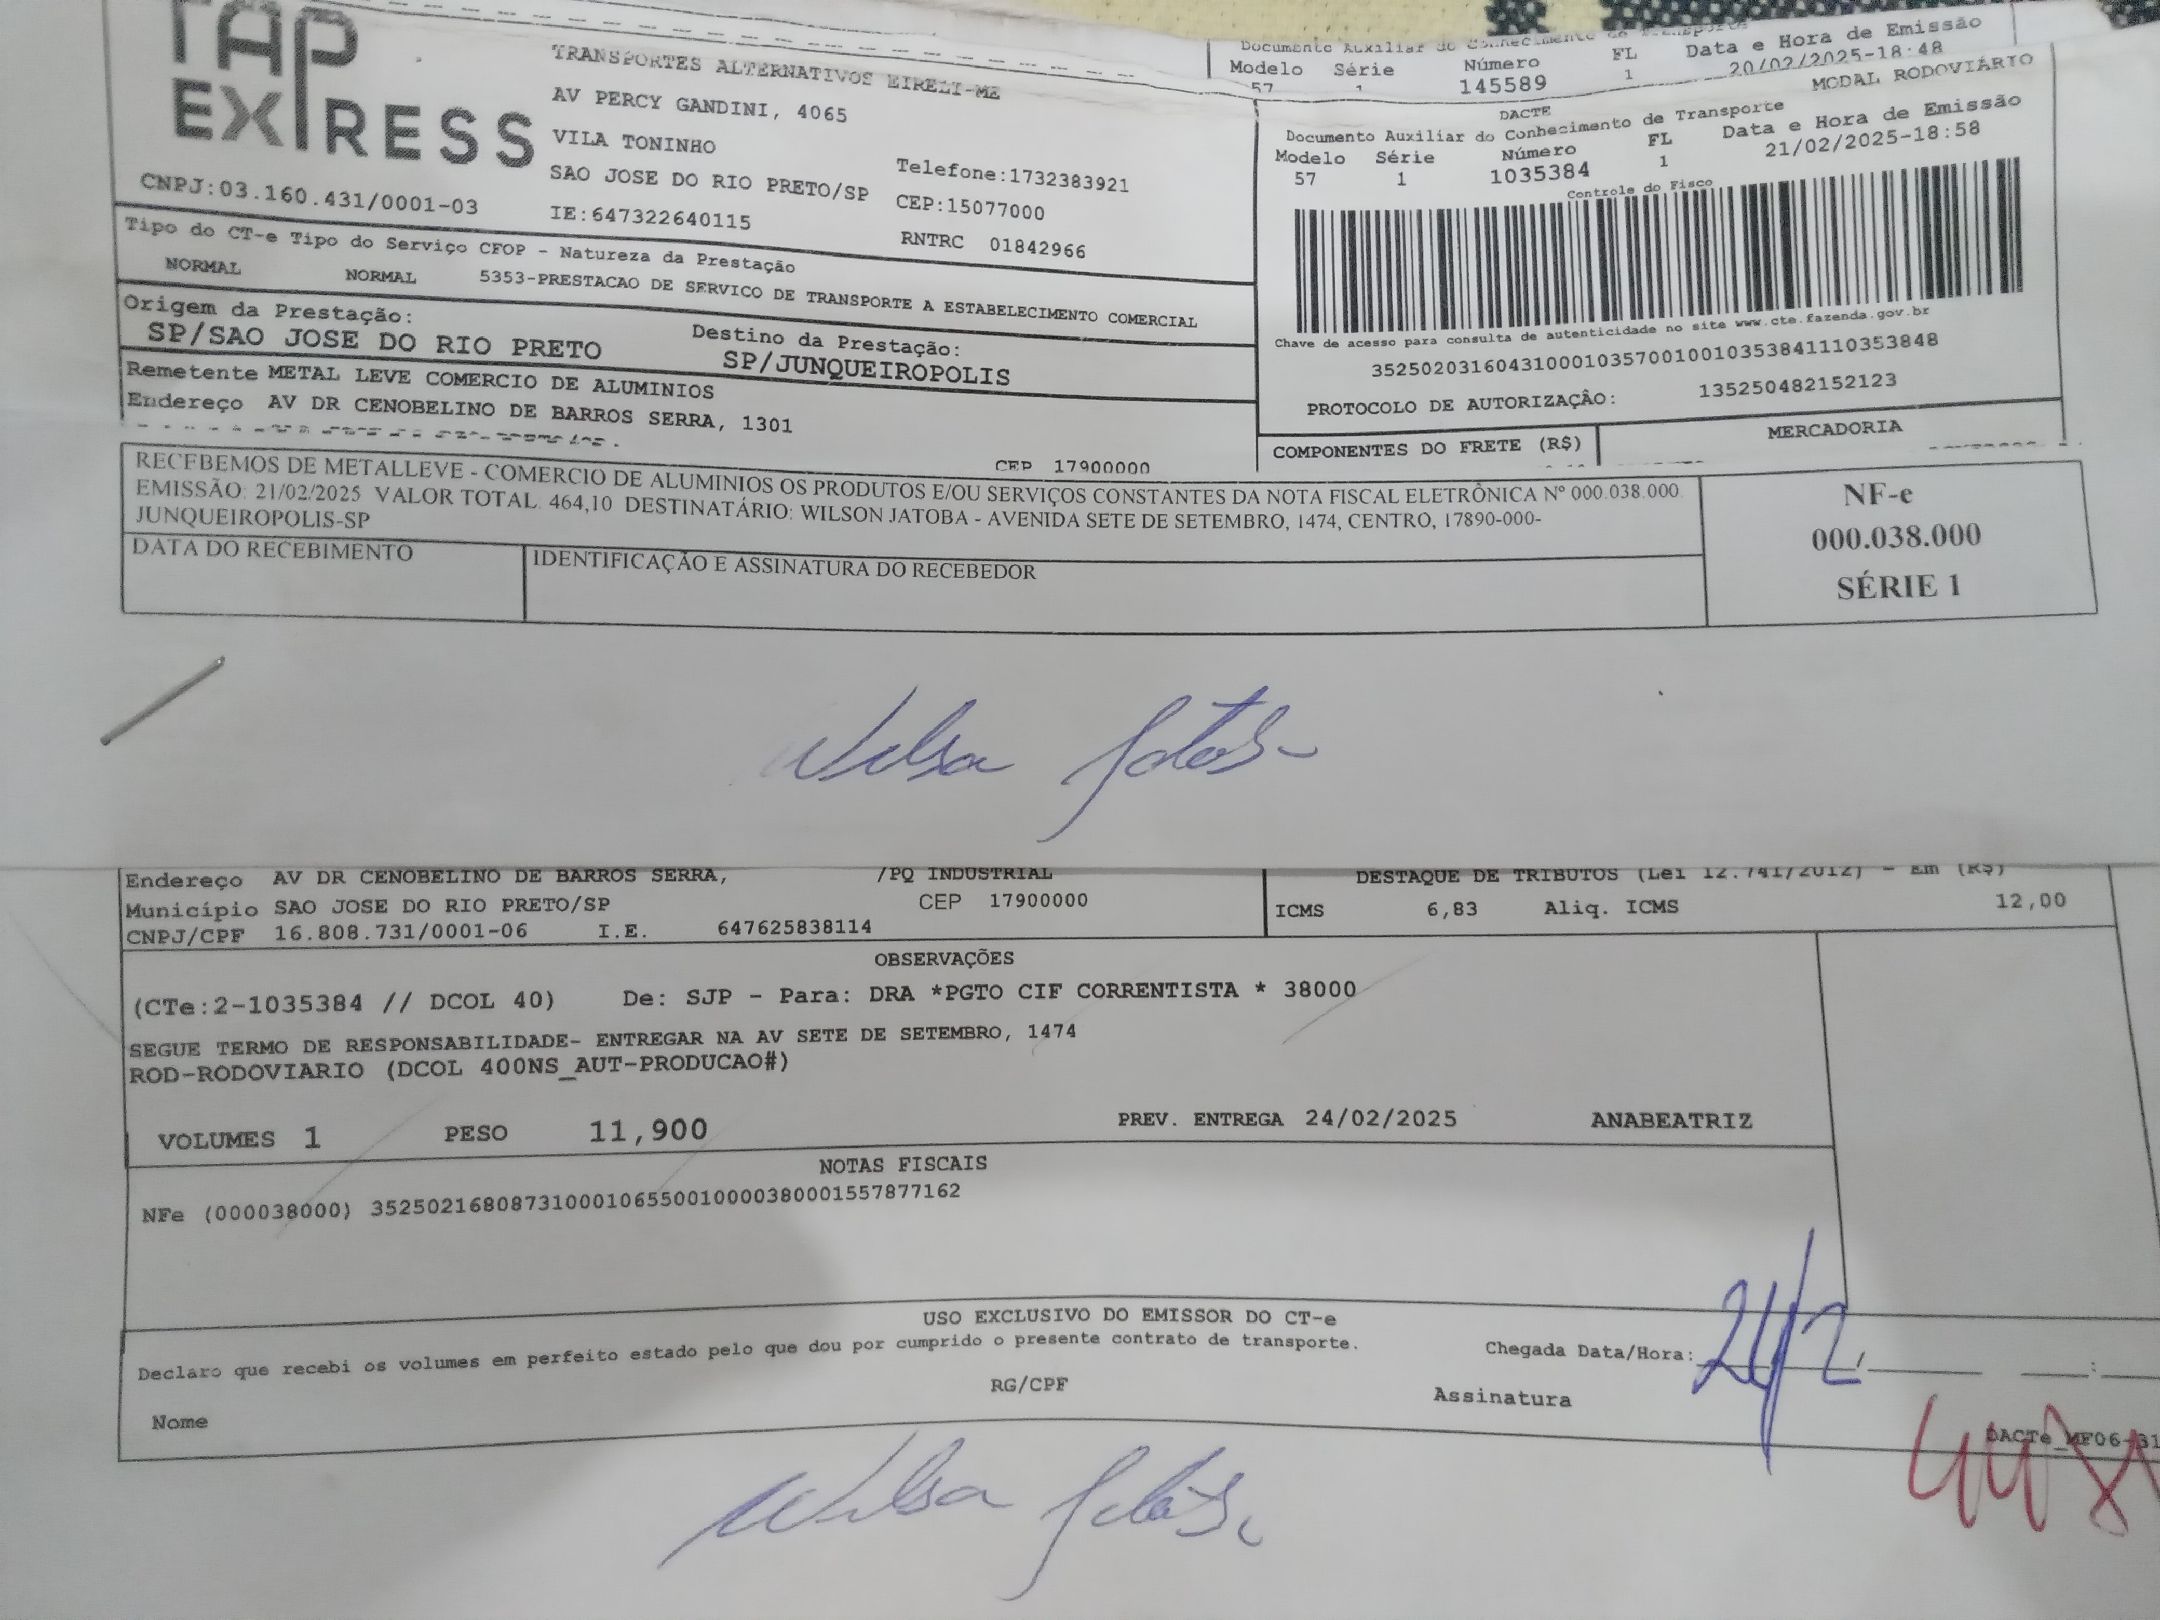 TAP
EXPRESS
TRANSPORTES ALTERNATIVOS EIRELI-ME
AV PERCY GANDINI, 4065
VILA TONINHO
SAO JOSE DO RIO PRETO/SP
Telefone:1732383921
CEP:15077000
CNPJ:03.160.431/0001-03
IE:647322640115
RNTRC 01842966
Documento Auxiliar do Conhecimento de Transporte
Modelo Série Número FL Data e Hora de Emissão
57 1 145589 1 20/02/2025-18:48
MODAL RODOVIÁRIO
DACTE
Documento Auxiliar do Conhecimento de Transporte
Modelo Série Número FL Data e Hora de Emissão
57 1 1035384 1 21/02/2025-18:58
Controle do Fisco
Chave de acesso para consulta de autenticidade no site www.cte.fazenda.gov.br
35250203160431000103570010010353841110353848
PROTOCOLO DE AUTORIZAÇÂO: 135250482152123
Tipo do CT-e Tipo do Serviço CFOP - Natureza da Prestação
NORMAL NORMAL 5353-PRESTACAO DE SERVICO DE TRANSPORTE A ESTABELECIMENTO COMERCIAL
Origem da Prestação: Destino da Prestação:
SP/SAO JOSE DO RIO PRETO SP/JUNQUEIROPOLIS
Remetente METAL LEVE COMERCIO DE ALUMINIOS
Endereço AV DR CENOBELINO DE BARROS SERRA, 1301
CEP 17900000
COMPONENTES DO FRETE (R$) MERCADORIA
RECEBEMOS DE METALLEVE - COMERCIO DE ALUMINIOS OS PRODUTOS E/OU SERVIÇOS CONSTANTES DA NOTA FISCAL ELETRÔNICA Nº 000.038.000.
EMISSÃO: 21/02/2025 VALOR TOTAL. 464,10 DESTINATÁRIO: WILSON JATOBA - AVENIDA SETE DE SETEMBRO, 1474, CENTRO, 17890-000-
JUNQUEIROPOLIS-SP
DATA DO RECEBIMENTO
IDENTIFICAÇÃO E ASSINATURA DO RECEBEDOR
NF-e
000.038.000
SÉRIE 1
Endereço AV DR CENOBELINO DE BARROS SERRA, /PQ INDUSTRIAL
Município SAO JOSE DO RIO PRETO/SP CEP 17900000
CNPJ/CPF 16.808.731/0001-06 I.E. 647625838114
DESTAQUE DE TRIBUTOS (Lei 12.741/2012) - Em (R$)
ICMS 6,83 Aliq. ICMS 12,00
OBSERVAÇÕES
(CTe:2-1035384 // DCOL 40) De: SJP - Para: DRA *PGTO CIF CORRENTISTA * 38000
SEGUE TERMO DE RESPONSABILIDADE- ENTREGAR NA AV SETE DE SETEMBRO, 1474
ROD-RODOVIARIO (DCOL 400NS_AUT-PRODUCAO#)
VOLUMES 1 PESO 11,900 PREV. ENTREGA 24/02/2025 ANABEATRIZ
NOTAS FISCAIS
NFe (000038000) 35250216808731000106550010000380001557877162
USO EXCLUSIVO DO EMISSOR DO CT-e
Declaro que recebi os volumes em perfeito estado pelo que dou por cumprido o presente contrato de transporte.
Chegada Data/Hora: 24/2
Nome RG/CPF Assinatura
DACTe_MF06-31